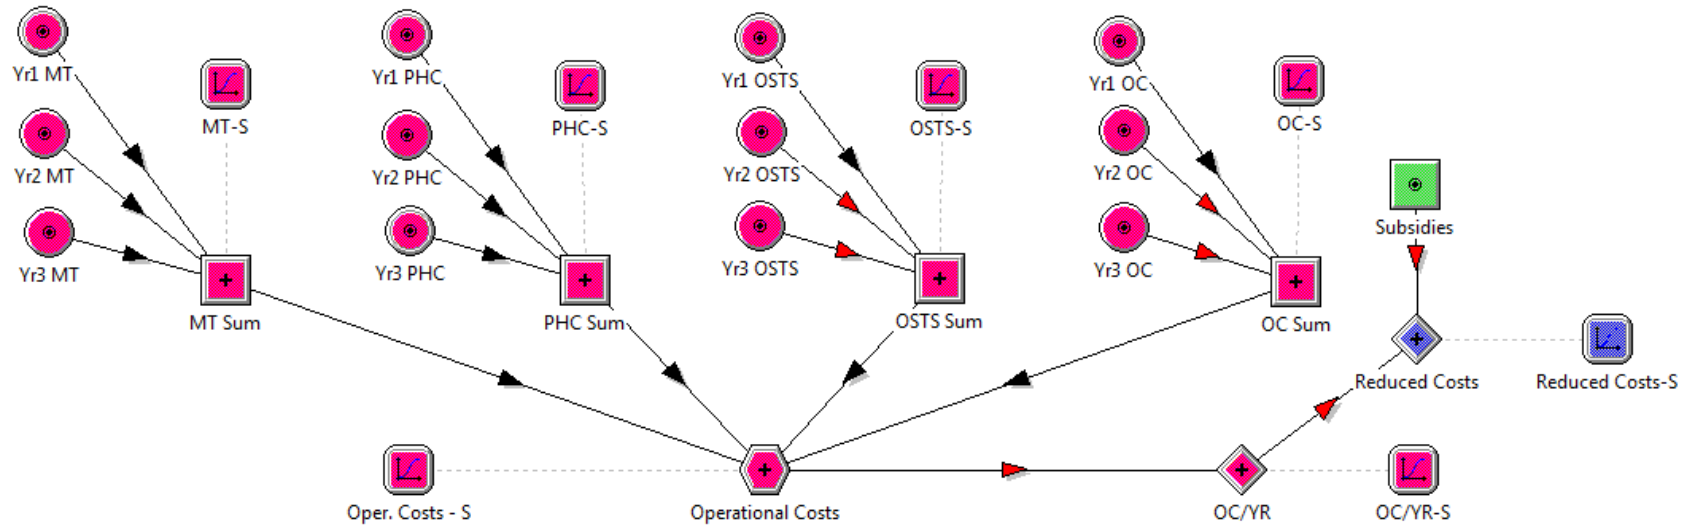 Yr1 MT
Yr1 PHC
Yr1 OSTS
Yr1 OC
MT-S
PHC-S
OSTS-S
OC-S
Yr2 MT
Yr2 PHC
Yr2 OSTS
Yr2 OC
Subsidies
Yr3 MT
Yr3 PHC
Yr3 OSTS
Yr3 OC
MT Sum
PHC Sum
OSTS Sum
OC Sum
Reduced Costs
Reduced Costs-S
Oper. Costs - S
Operational Costs
OC/YR
OC/YR-S